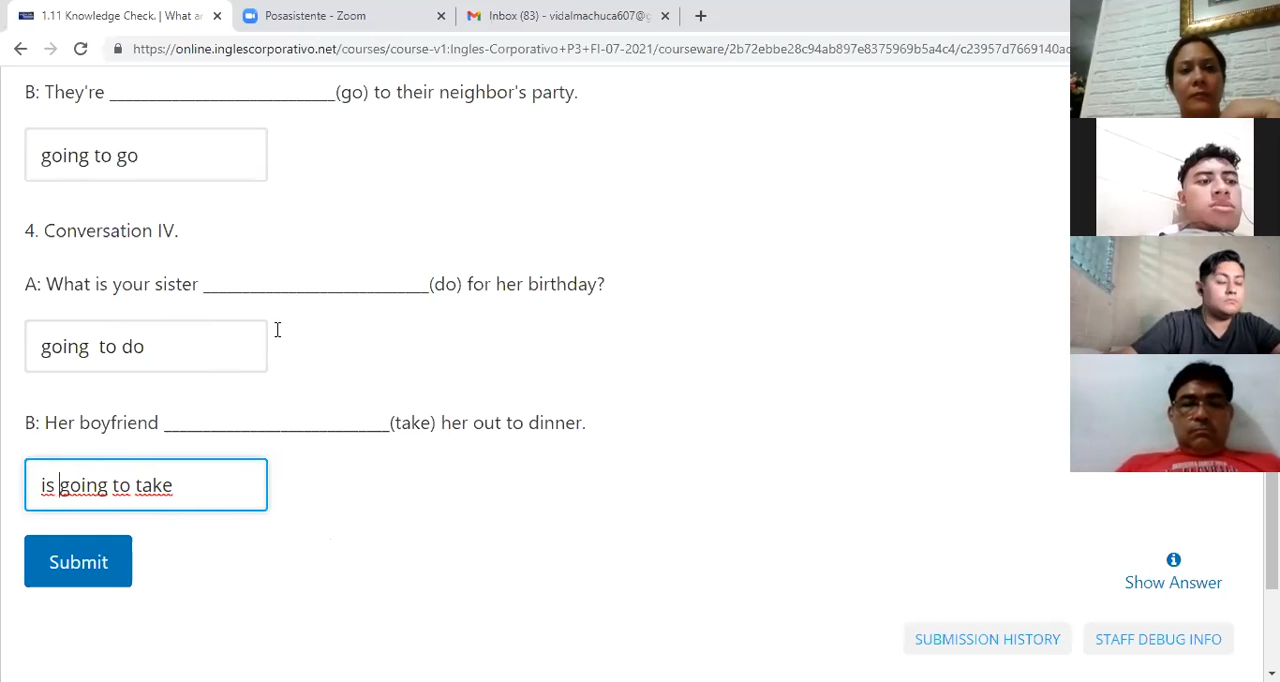 1.11 Knowledge Check. | What ar
Posasistente - Zoom
Inbox (83) - vidalmachuca607@g
https://online.inglescorporativo.net/courses/course-v1:Ingles-Corporativo+P3+FI-07-2021/courseware/2b72ebbe28c94ab897e8375969b5a4c4/c23957d7669140ac
B: They're ___________________________(go) to their neighbor's party.
going to go
4. Conversation IV.
A: What is your sister ___________________________(do) for her birthday?
going  to do
B: Her boyfriend ___________________________(take) her out to dinner.
is going to take
Submit
Show Answer
SUBMISSION HISTORY
STAFF DEBUG INFO